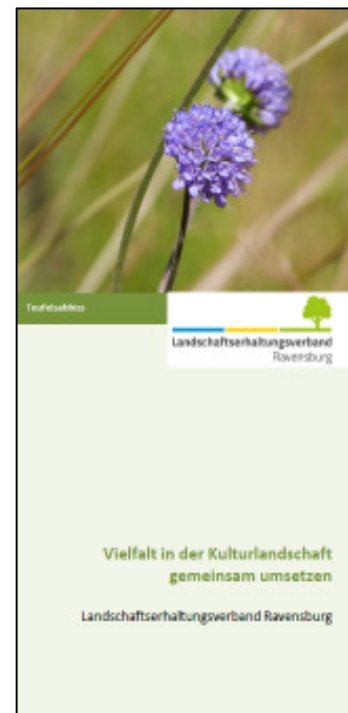 Teufelsabbiss
Landschaftserhaltungsverband
Ravensburg
Vielfalt in der Kulturlandschaft
gemeinsam umsetzen
Landschaftserhaltungsverband Ravensburg